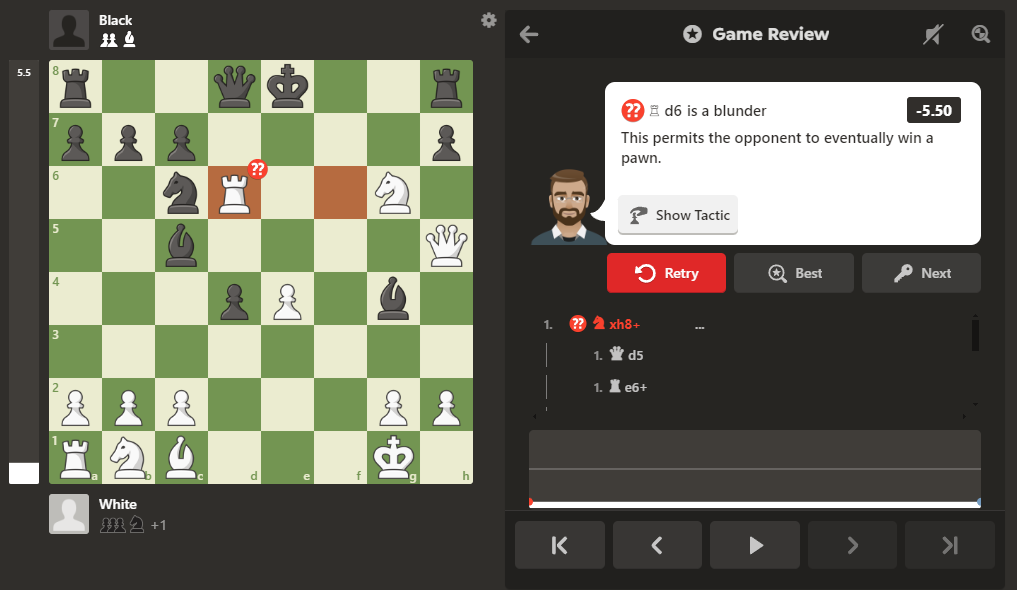 Black
5.5
8
7
6
5
4
3
2
1
a b c d e f g h
??
White
+1
Game Review
?? d6 is a blunder
-5.50
This permits the opponent to eventually win a
pawn.
Show Tactic
Retry
Best
Next
1. ?? xh8+ ...
1. d5
1. e6+